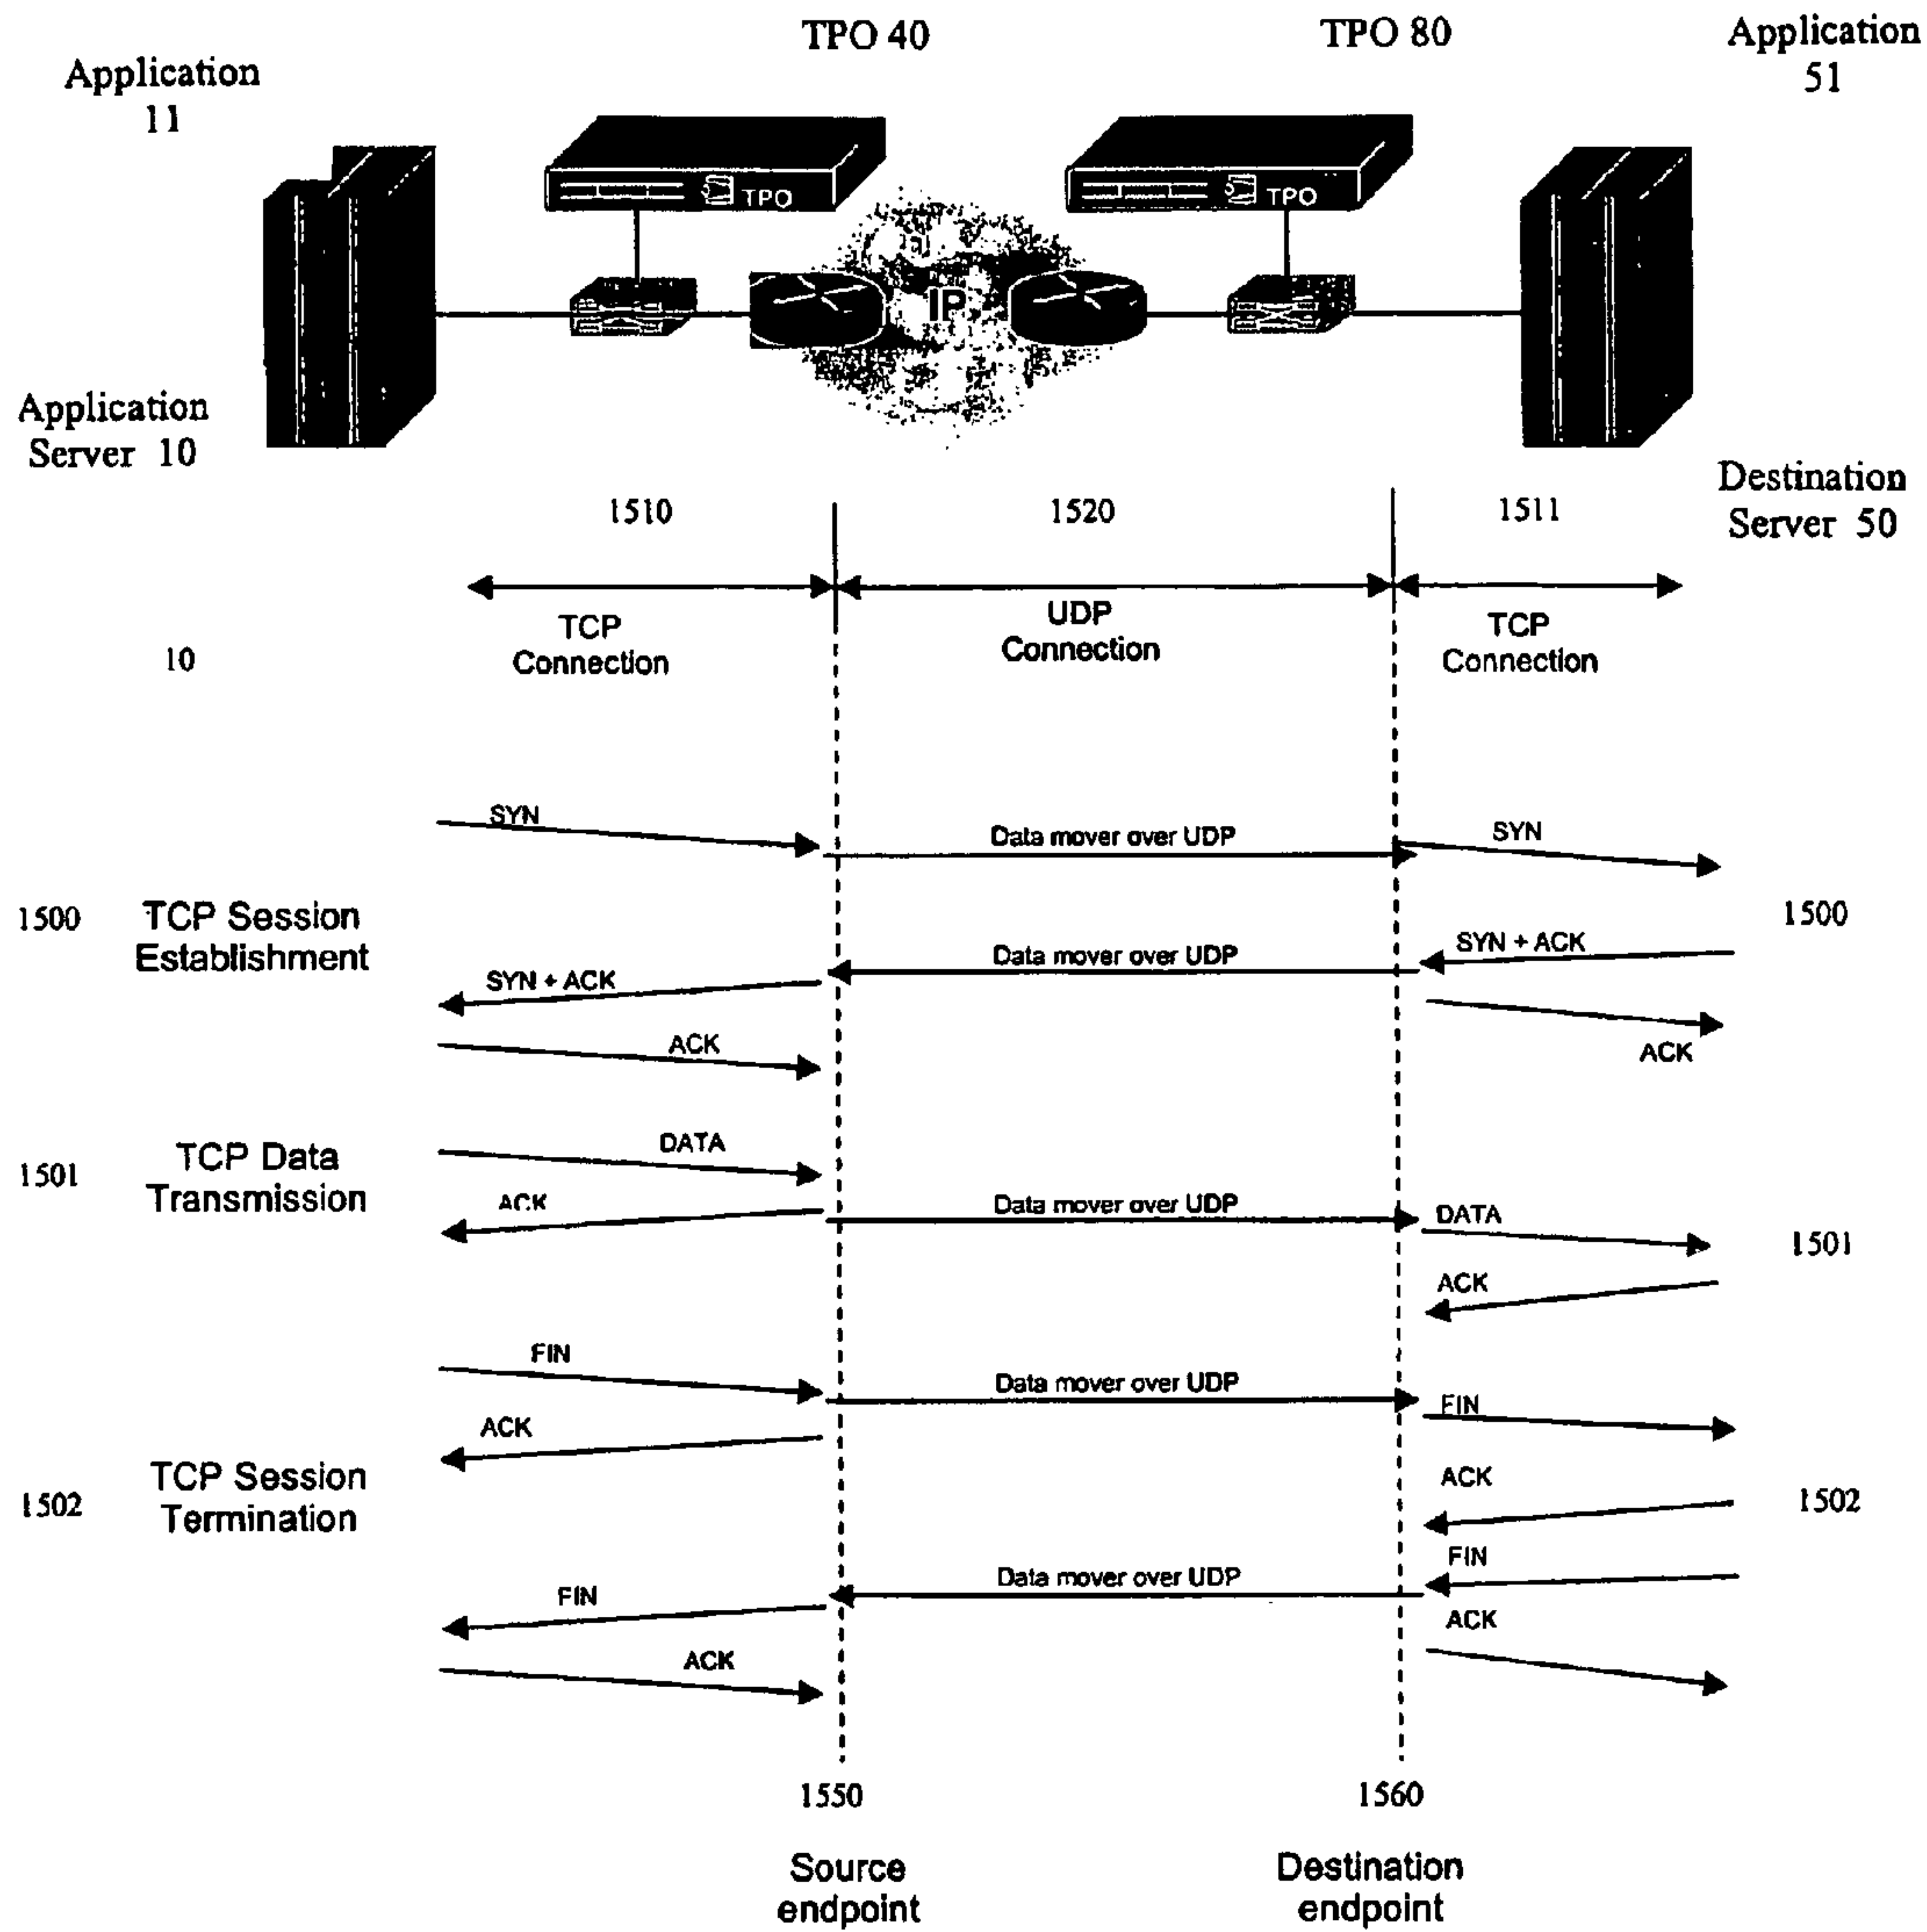 TPO 40
TPO 80
Application
51
Application
11
TPO
TPO
IP
Application
Server 10
Destination
Server 50
1510
1520
1511
TCP
Connection
UDP
Connection
TCP
Connection
10
SYN
Data mover over UDP
SYN
1500
TCP Session
Establishment
1500
SYN + ACK
Data mover over UDP
SYN + ACK
ACK
ACK
1501
TCP Data
Transmission
DATA
ACK
Data mover over UDP
DATA
1501
ACK
FIN
Data mover over UDP
FIN
ACK
ACK
1502
TCP Session
Termination
1502
FIN
Data mover over UDP
FIN
ACK
ACK
1550
1560
Source
endpoint
Destination
endpoint